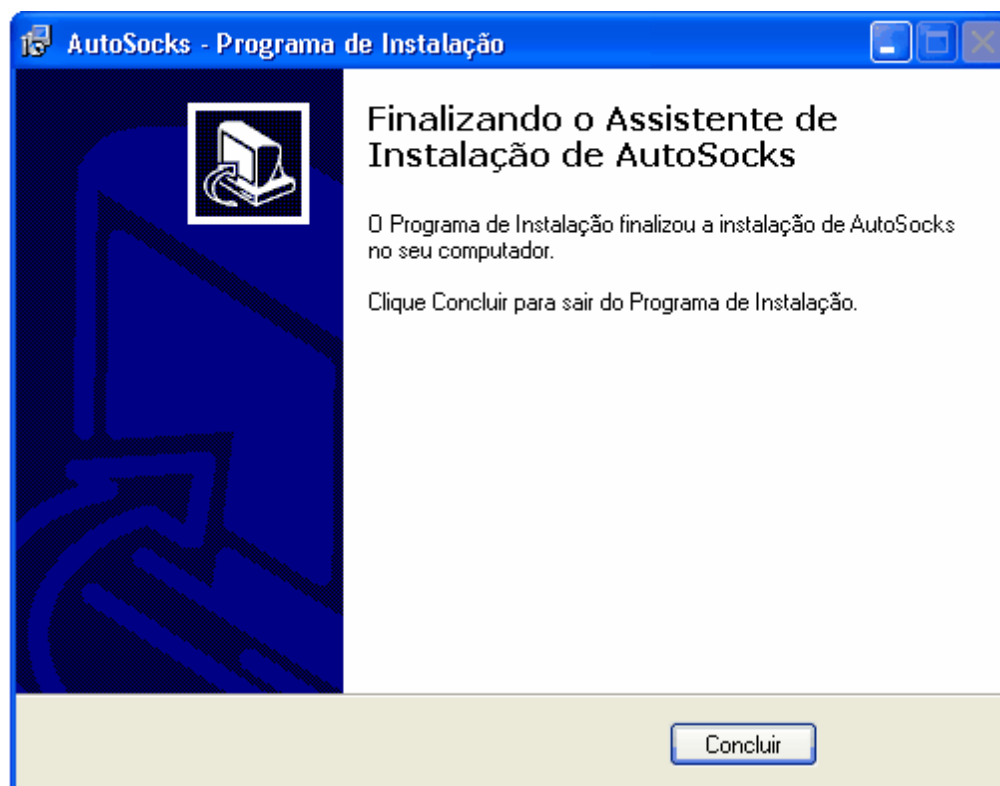 AutoSocks - Programa de Instalação
Finalizando o Assistente de
Instalação de AutoSocks
O Programa de Instalação finalizou a instalação de AutoSocks
no seu computador.
Clique Concluir para sair do Programa de Instalação.
Concluir